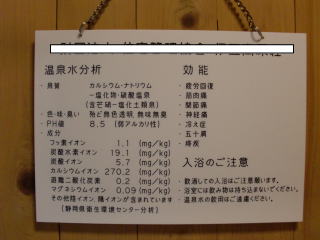 温泉水分析
・泉質 カルシウム・ナトリウム
－塩化物・硫酸塩泉
(含芒硝－塩化土類泉)
・色・味・臭い 殆ど無色透明、無味無臭
・PH値 8.5 (弱アルカリ性)
・成分
フッ素イオン 1.1 (mg/kg)
炭酸水素イオン 19.1 (mg/kg)
炭酸イオン 5.7 (mg/kg)
カルシウムイオン 270.2 (mg/kg)
遊離二酸化炭素 0.2 (mg/kg)
マグネシウムイオン 0.09 (mg/kg)
その他陰イオン、陽イオンが含まれています
(静岡県衛生環境センター分析)
効能
・疲労回復
・筋肉痛
・関節痛
・神経痛
・冷え症
・五十肩
・痔疾
入浴のご注意
・飲酒しての入浴はご注意願います。
・浴室には飲み物は持ち込まないでください。
・温泉水の飲用はご遠慮ください。